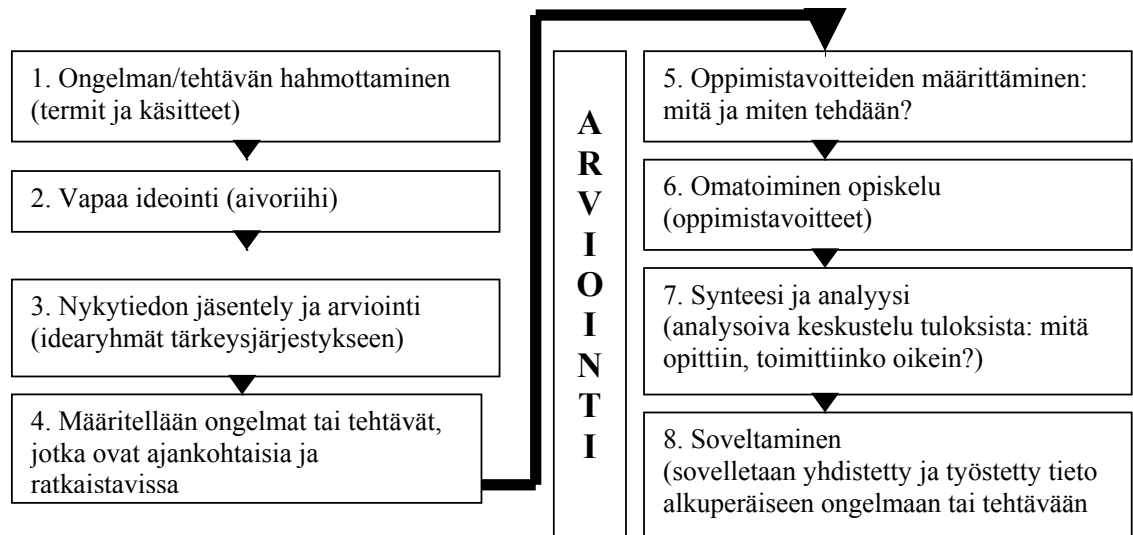 1. Ongelman/tehtävän hahmottaminen
(termit ja käsitteet)
2. Vapaa ideointi (aivoriihi)
3. Nykytiedon jäsentely ja arviointi
(idearyhmät tärkeysjärjestykseen)
4. Määritellään ongelmat tai tehtävät,
jotka ovat ajankohtaisia ja
ratkaistavissa
A
R
V
I
O
I
N
T
I
5. Oppimistavoitteiden määrittäminen:
mitä ja miten tehdään?
6. Omatoiminen opiskelu
(oppimistavoitteet)
7. Synteesi ja analyysi
(analysoiva keskustelu tuloksista: mitä
opittiin, toimittiinko oikein?)
8. Soveltaminen
(sovelletaan yhdistetty ja työstetty tieto
alkuperäiseen ongelmaan tai tehtävään